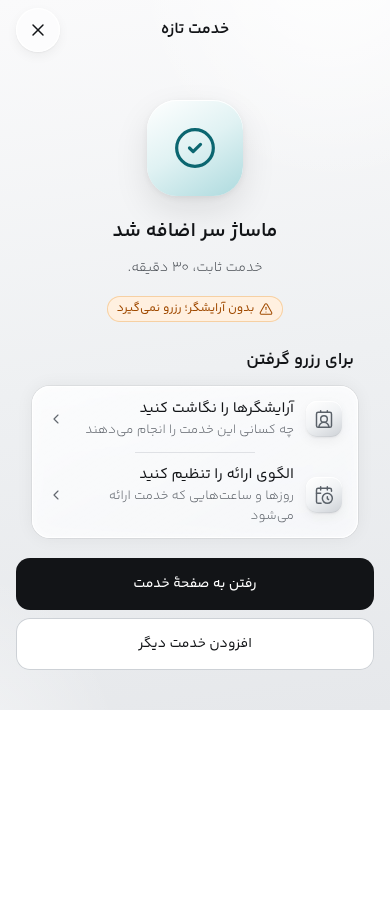 خدمت تازه
ماساژ سر اضافه شد
خدمت ثابت، ۳۰ دقیقه.
بدون آرایشگر؛ رزرو نمی‌گیرد
برای رزرو گرفتن
آرایشگرها را نگاشت کنید
چه کسانی این خدمت را انجام می‌دهند
الگوی ارائه را تنظیم کنید
روزها و ساعت‌هایی که خدمت ارائه
می‌شود
رفتن به صفحهٔ خدمت
افزودن خدمت دیگر